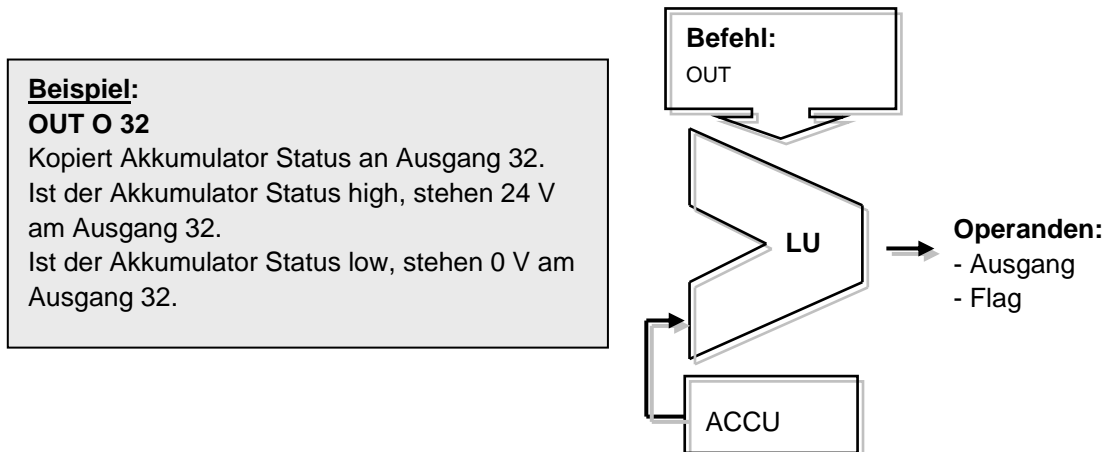 Beispiel:
OUT O 32
Kopiert Akkumulator Status an Ausgang 32.
Ist der Akkumulator Status high, stehen 24 V
am Ausgang 32.
Ist der Akkumulator Status low, stehen 0 V am
Ausgang 32.
Befehl:
OUT
LU
Operanden:
- Ausgang
- Flag
ACCU